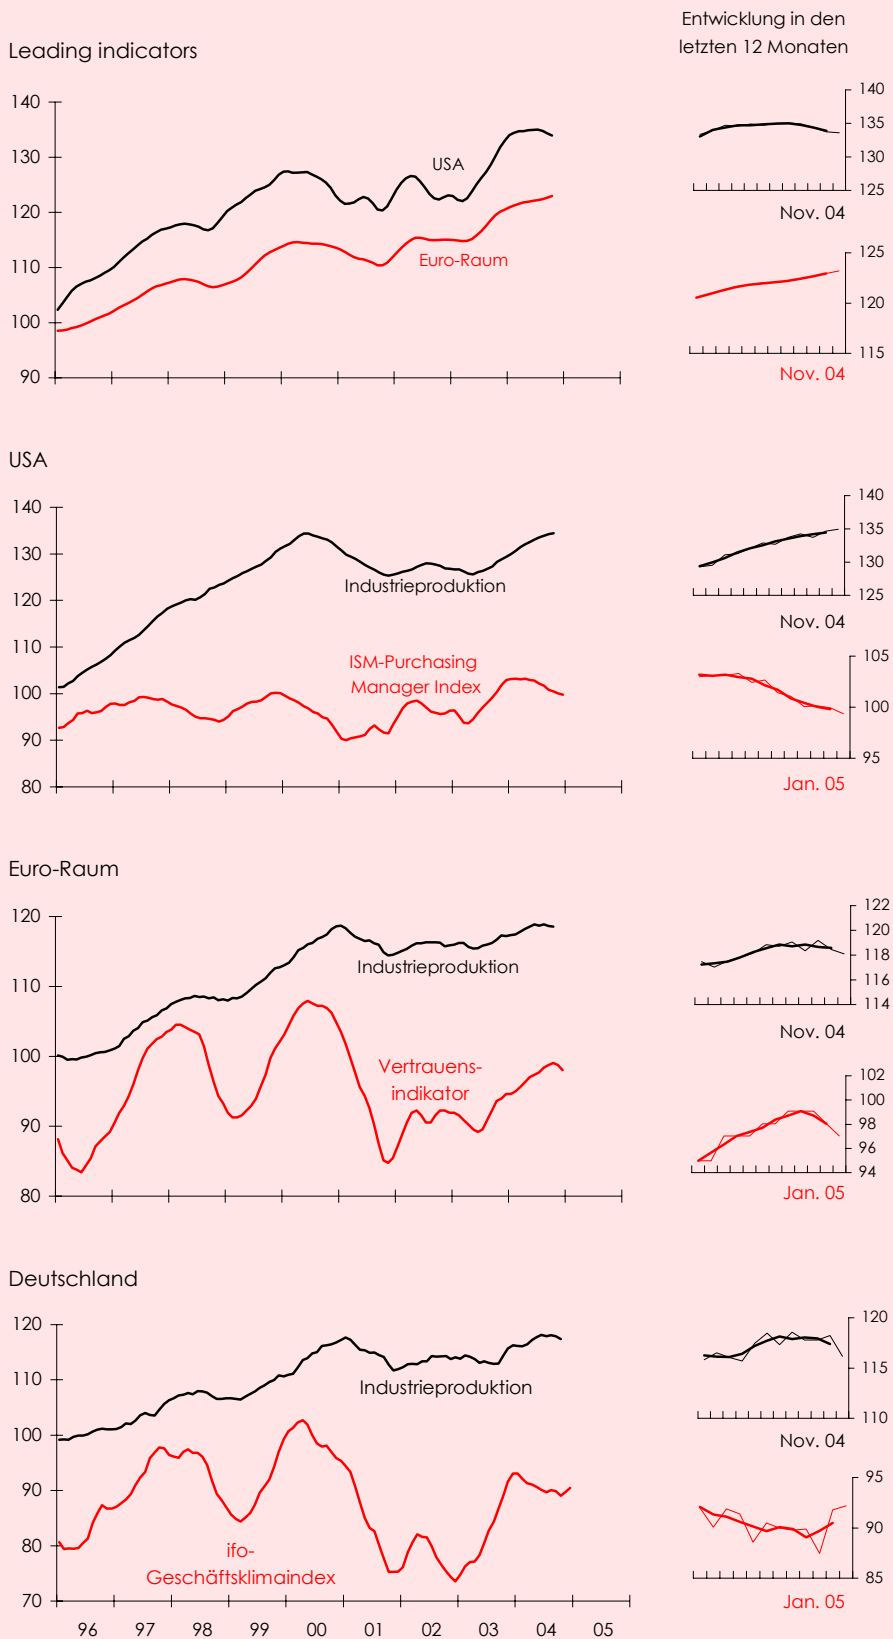 Entwicklung in den
letzten 12 Monaten
Leading indicators
140
130
120
110
100
90
USA
Euro-Raum
140
135
130
125
Nov. 04
125
120
115
Nov. 04
USA
140
130
120
110
100
90
80
Industrieproduktion
ISM-Purchasing
Manager Index
140
135
130
125
Nov. 04
105
100
95
Jan. 05
Euro-Raum
120
110
100
90
80
Industrieproduktion
Vertrauens-
indikator
122
120
118
116
114
Nov. 04
102
100
98
96
94
Jan. 05
Deutschland
120
110
100
90
80
70
Industrieproduktion
ifo-
Geschäftsklimaindex
96 97 98 99 00 01 02 03 04 05
120
115
110
Nov. 04
95
90
85
Jan. 05